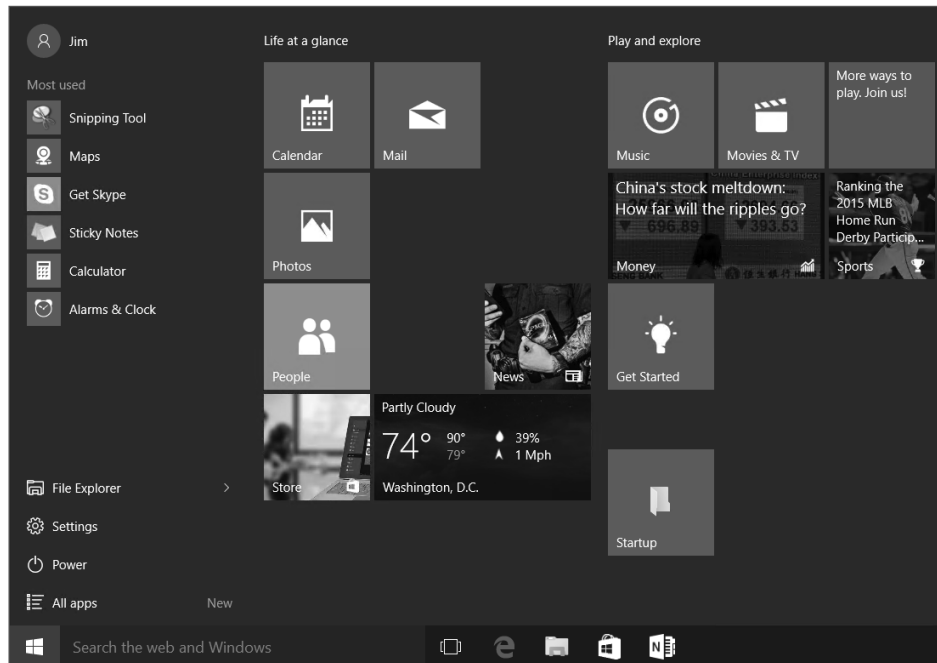 Jim
Most used
Snipping Tool
Maps
Get Skype
Sticky Notes
Calculator
Alarms & Clock
File Explorer
Settings
Power
All apps New
Search the web and Windows
Life at a glance
Calendar
Mail
Photos
People
News
Store
Partly Cloudy
74° 90° 39%
79° 1 Mph
Washington, D.C.
Play and explore
Music
Movies & TV
More ways to
play. Join us!
China's stock meltdown:
How far will the ripples go?
696.89 393.53
Money
Ranking the
2015 MLB
Home Run
Derby Particip...
Sports
Get Started
Startup